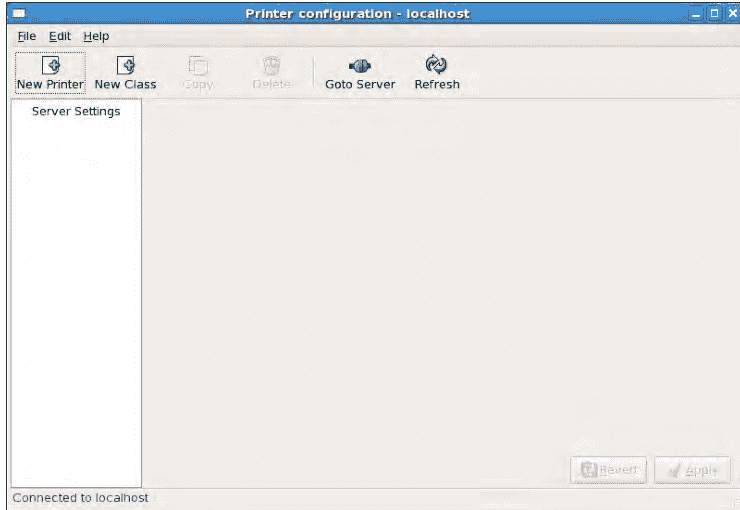 Printer configuration - localhost
File Edit Help
New Printer New Class Copy Delete Goto Server Refresh
Server Settings
Revert Apply
Connected to localhost